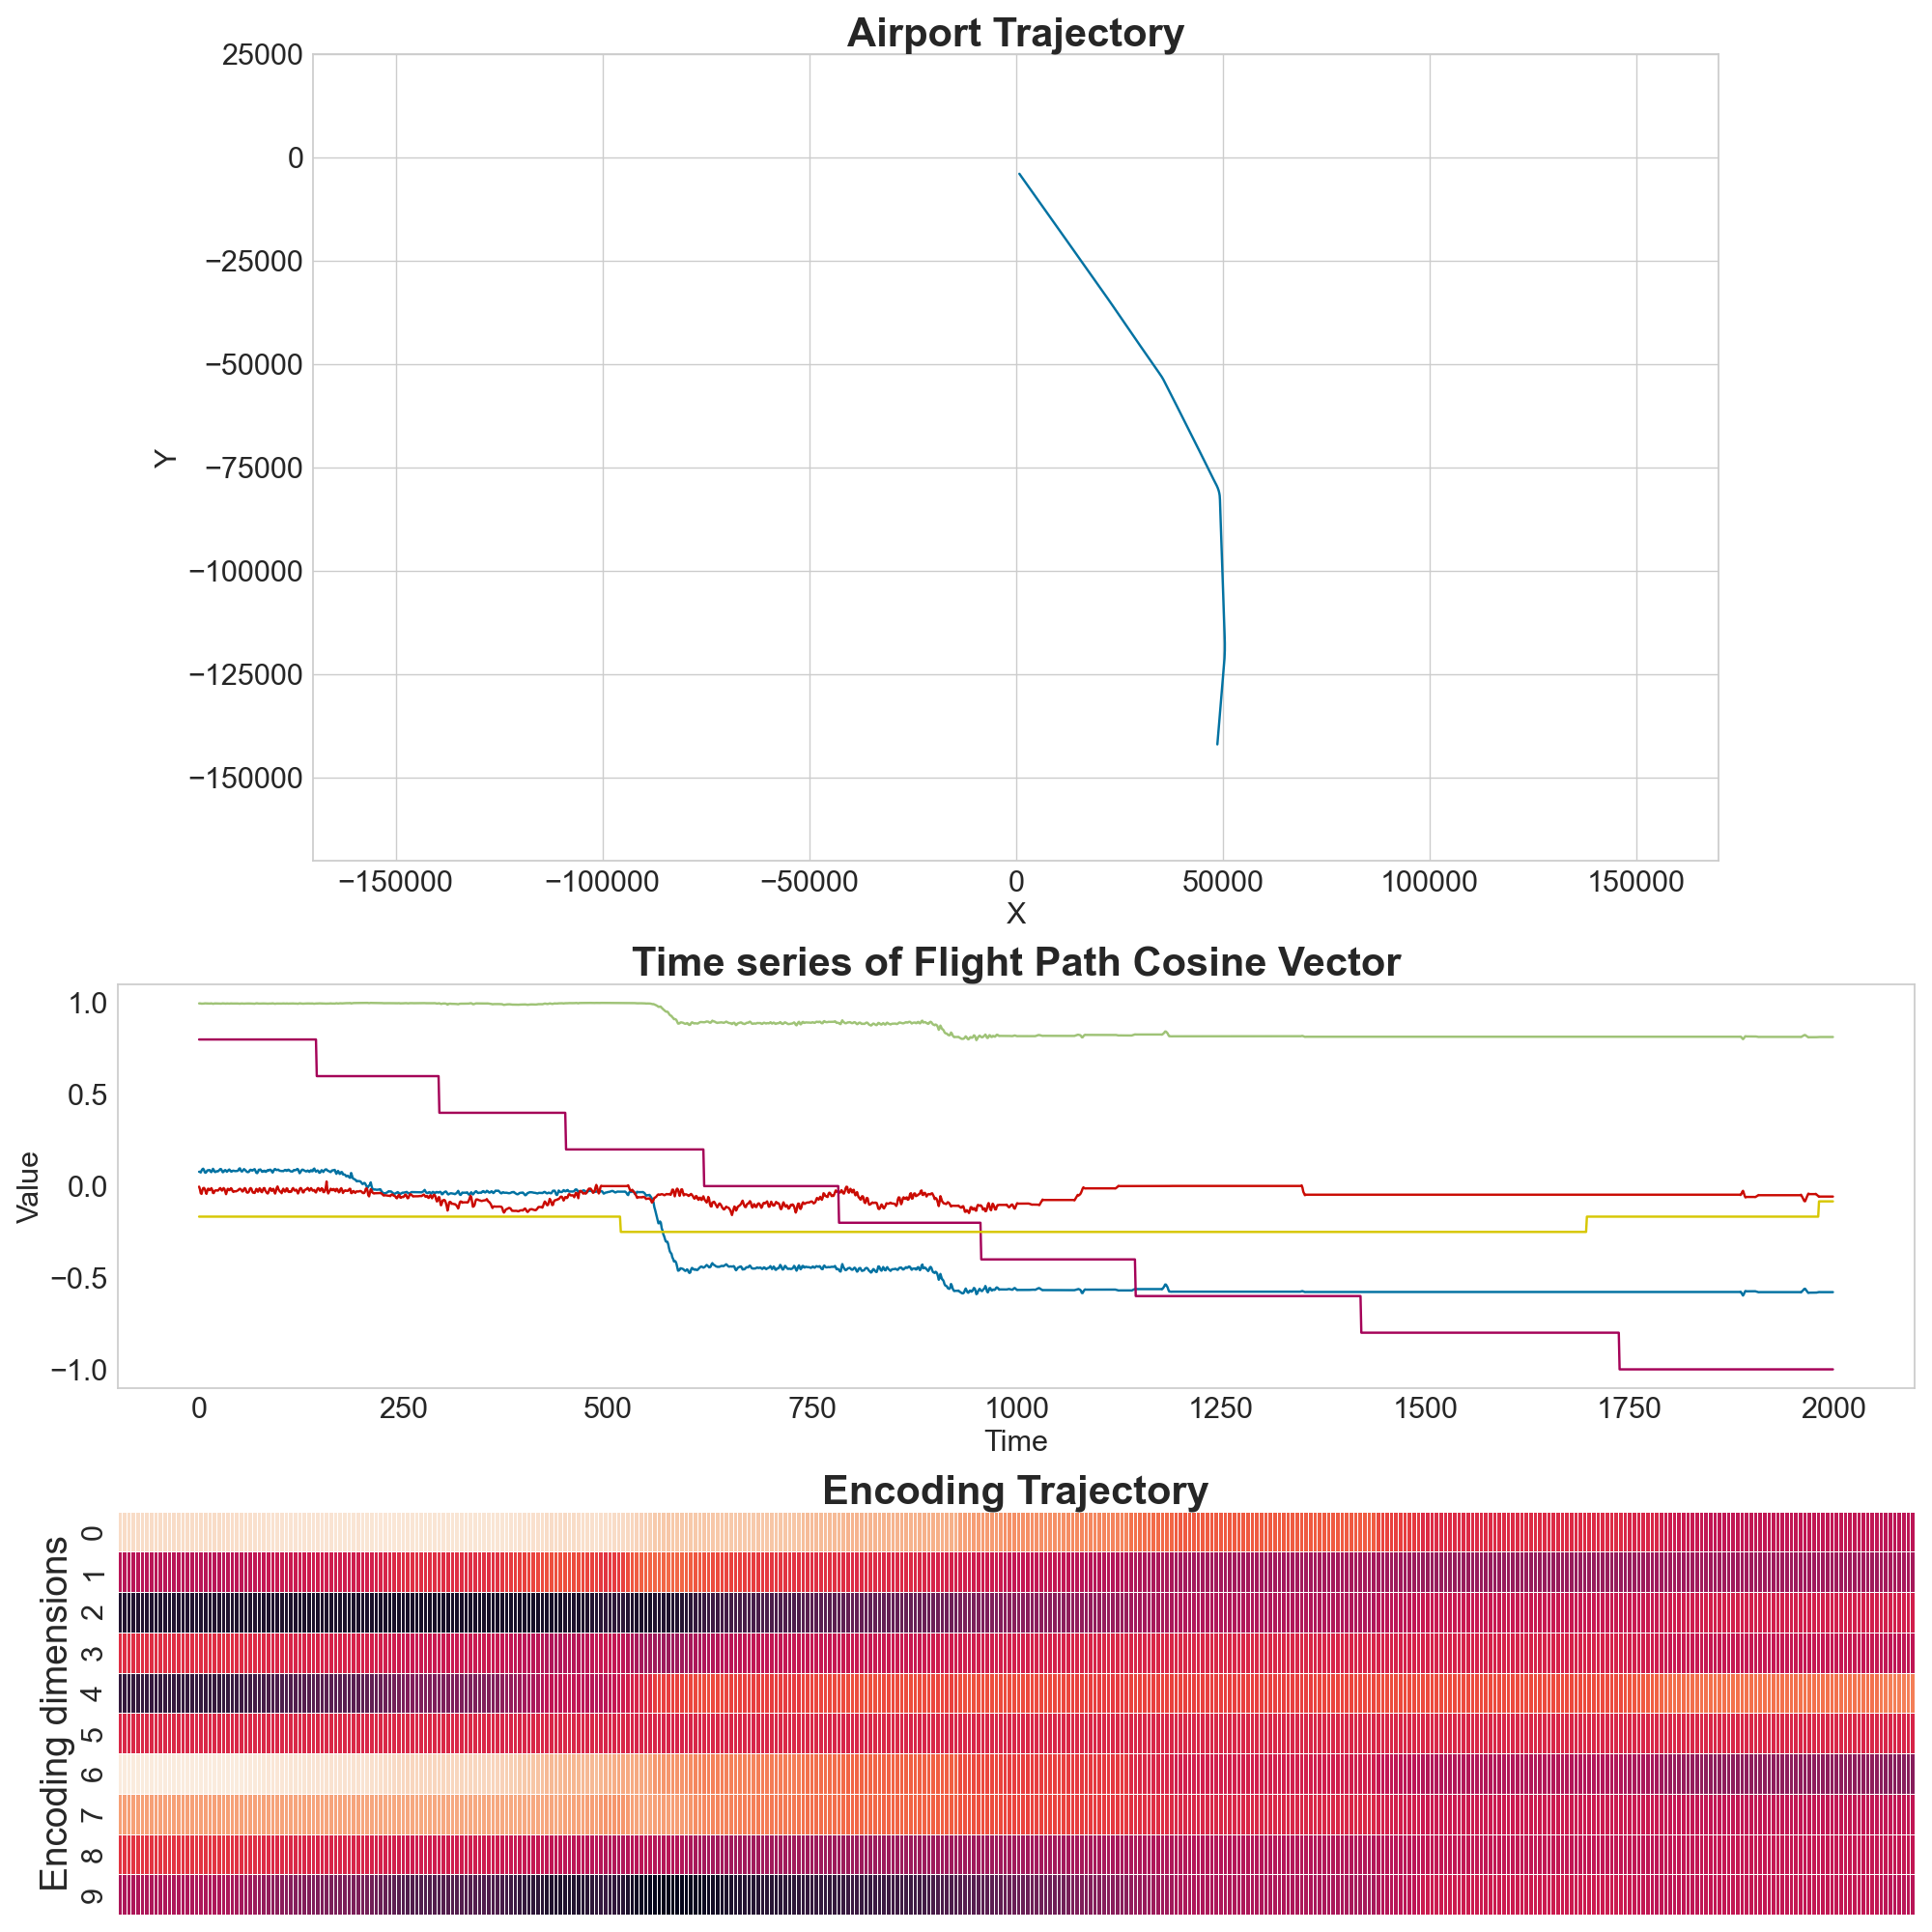 Airport Trajectory
25000
0
−25000
−50000
−75000
−100000
−125000
−150000
Y
−150000 −100000 −50000 0 50000 100000 150000
X
Time series of Flight Path Cosine Vector
1.0
0.5
0.0
−0.5
−1.0
Value
0 250 500 750 1000 1250 1500 1750 2000
Time
Encoding Trajectory
Encoding dimensions
0
1
2
3
4
5
6
7
8
9